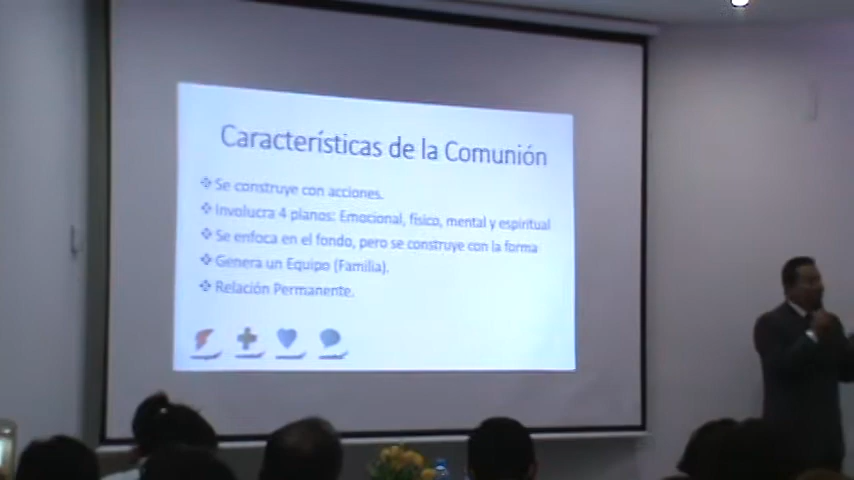 Características de la Comunión
Se construye con acciones.
Involucra 4 planos: Emocional, físico, mental y espiritual
Se enfoca en el fondo, pero se construye con la forma
Genera un Equipo (Familia).
Relación Permanente.